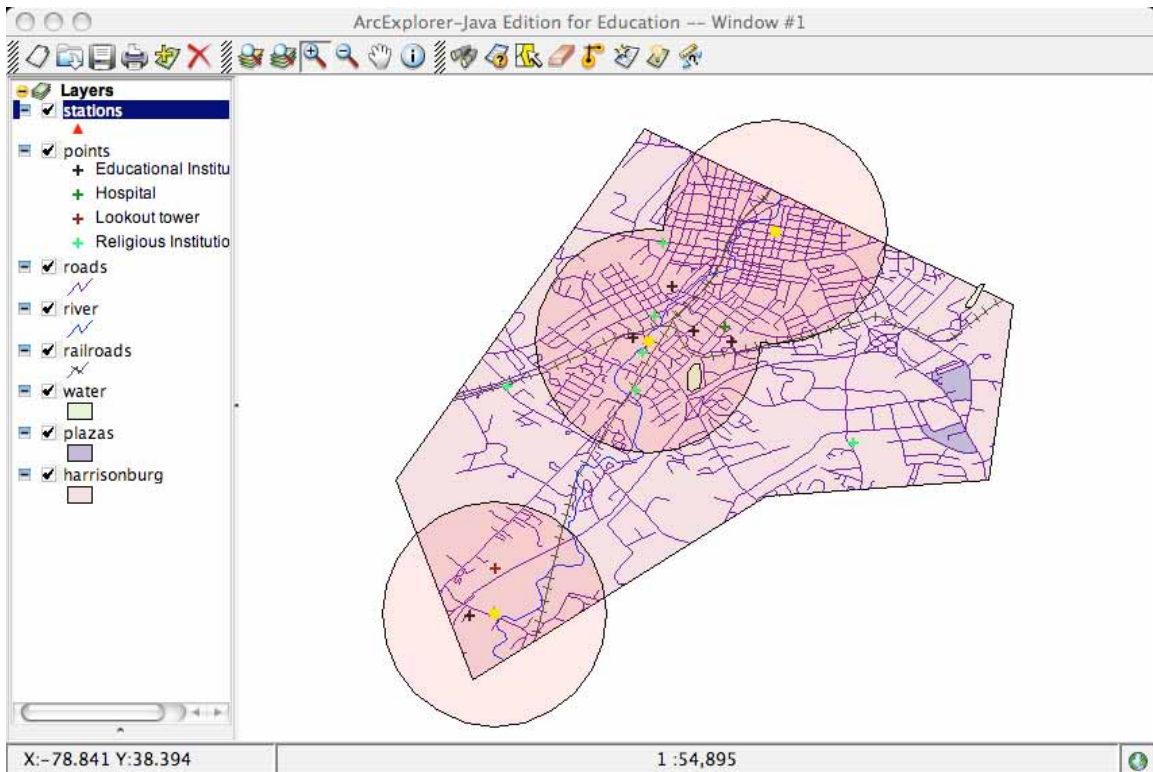 ArcExplorer-Java Edition for Education -- Window #1
Layers
stations
points
Educational Institu
Hospital
Lookout tower
Religious Institutio
roads
river
railroads
water
plazas
harrisonburg
X:-78.841 Y:38.394
1 :54,895